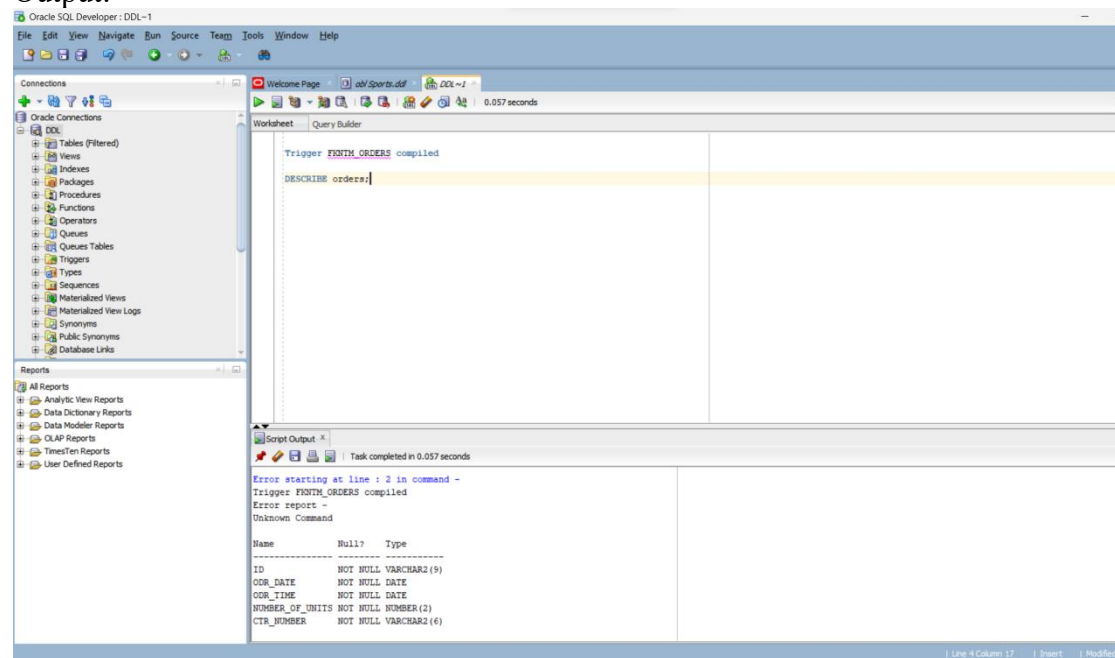 Output:
Oracle SQL Developer : DDL~1
File Edit View Navigate Run Source Team Tools Window Help
Connections
Oracle Connections
DDL
Tables (Filtered)
Views
Indexes
Packages
Procedures
Functions
Operators
Queues
Queues Tables
Triggers
Types
Sequences
Materialized Views
Materialized View Logs
Synonyms
Public Synonyms
Database Links
Reports
All Reports
Analytic View Reports
Data Dictionary Reports
Data Modeler Reports
OLAP Reports
TimesTen Reports
User Defined Reports
Welcome Page obl Sports.ddl DDL~1
0.057 seconds
Worksheet Query Builder
Trigger FKNTM_ORDERS compiled
DESCRIBE orders;
Script Output
Task completed in 0.057 seconds
Error starting at line : 2 in command -
Trigger FKNTM_ORDERS compiled
Error report -
Unknown Command
Name Null? Type
--------------- -------- -----------
ID NOT NULL VARCHAR2(9)
ODR_DATE NOT NULL DATE
ODR_TIME NOT NULL DATE
NUMBER_OF_UNITS NOT NULL NUMBER(2)
CTR_NUMBER NOT NULL VARCHAR2(6)
Line 4 Column 17 | Insert | Modified